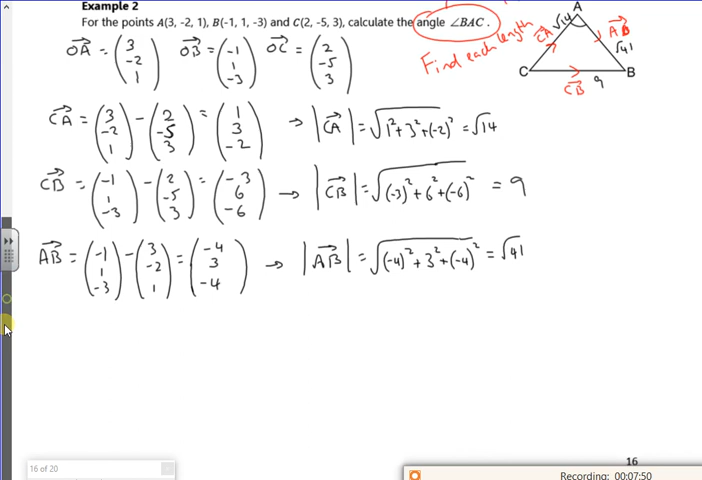 Example 2
For the points A(3, -2, 1), B(-1, 1, -3) and C(2, -5, 3), calculate the angle ∠BAC.
OA→ = (3 -2 1) OB→ = (-1 1 -3) OC→ = (2 -5 3)
Find each length
A
√14 CA→ AB→ √41
C B
CB→ 9
CA→ = (3 -2 1) - (2 -5 3) = (1 3 -2) → |CA→| = √(1² + 3² + (-2)²) = √14
CB→ = (-1 1 -3) - (2 -5 3) = (-3 6 -6) → |CB→| = √((-3)² + 6² + (-6)²) = 9
AB→ = (-1 1 -3) - (3 -2 1) = (-4 3 -4) → |AB→| = √((-4)² + 3² + (-4)²) = √41
16
16 of 20
Recording: 00:07:50